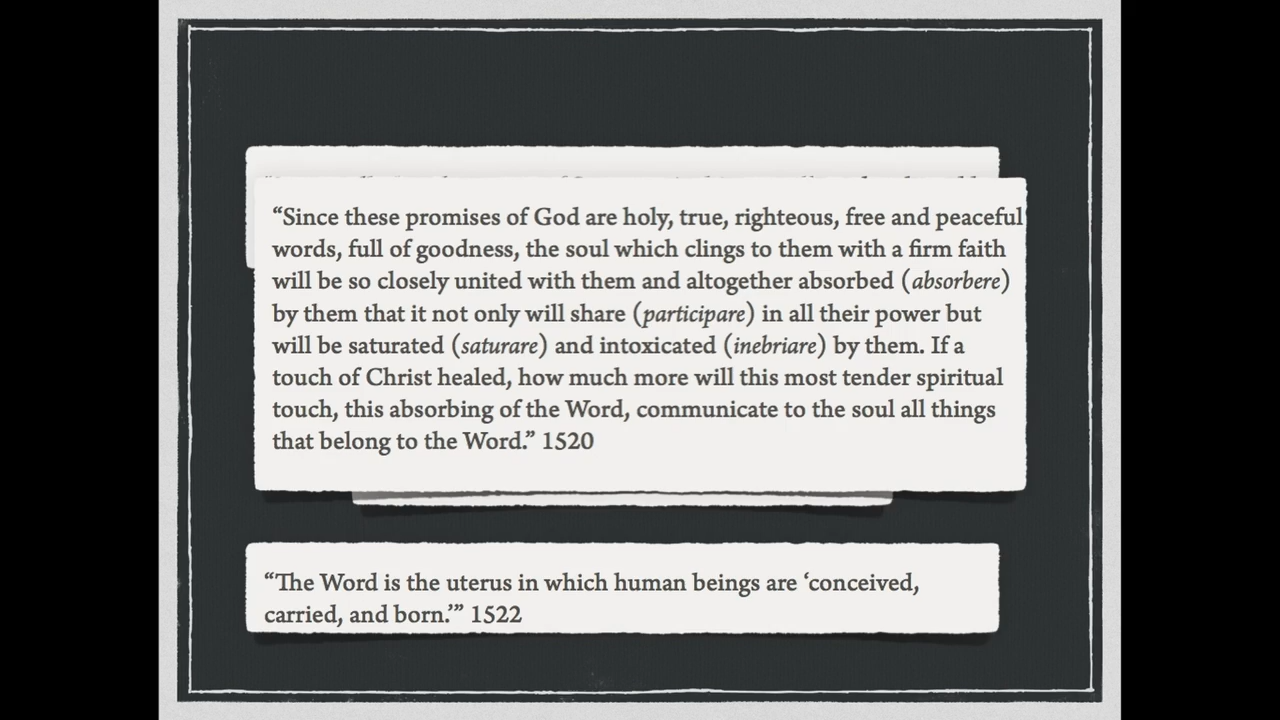 “Since these promises of God are holy, true, righteous, free and peaceful
words, full of goodness, the soul which clings to them with a firm faith
will be so closely united with them and altogether absorbed (absorbere)
by them that it not only will share (participare) in all their power but
will be saturated (saturare) and intoxicated (inebriare) by them. If a
touch of Christ healed, how much more will this most tender spiritual
touch, this absorbing of the Word, communicate to the soul all things
that belong to the Word.” 1520
“The Word is the uterus in which human beings are ‘conceived,
carried, and born.’” 1522